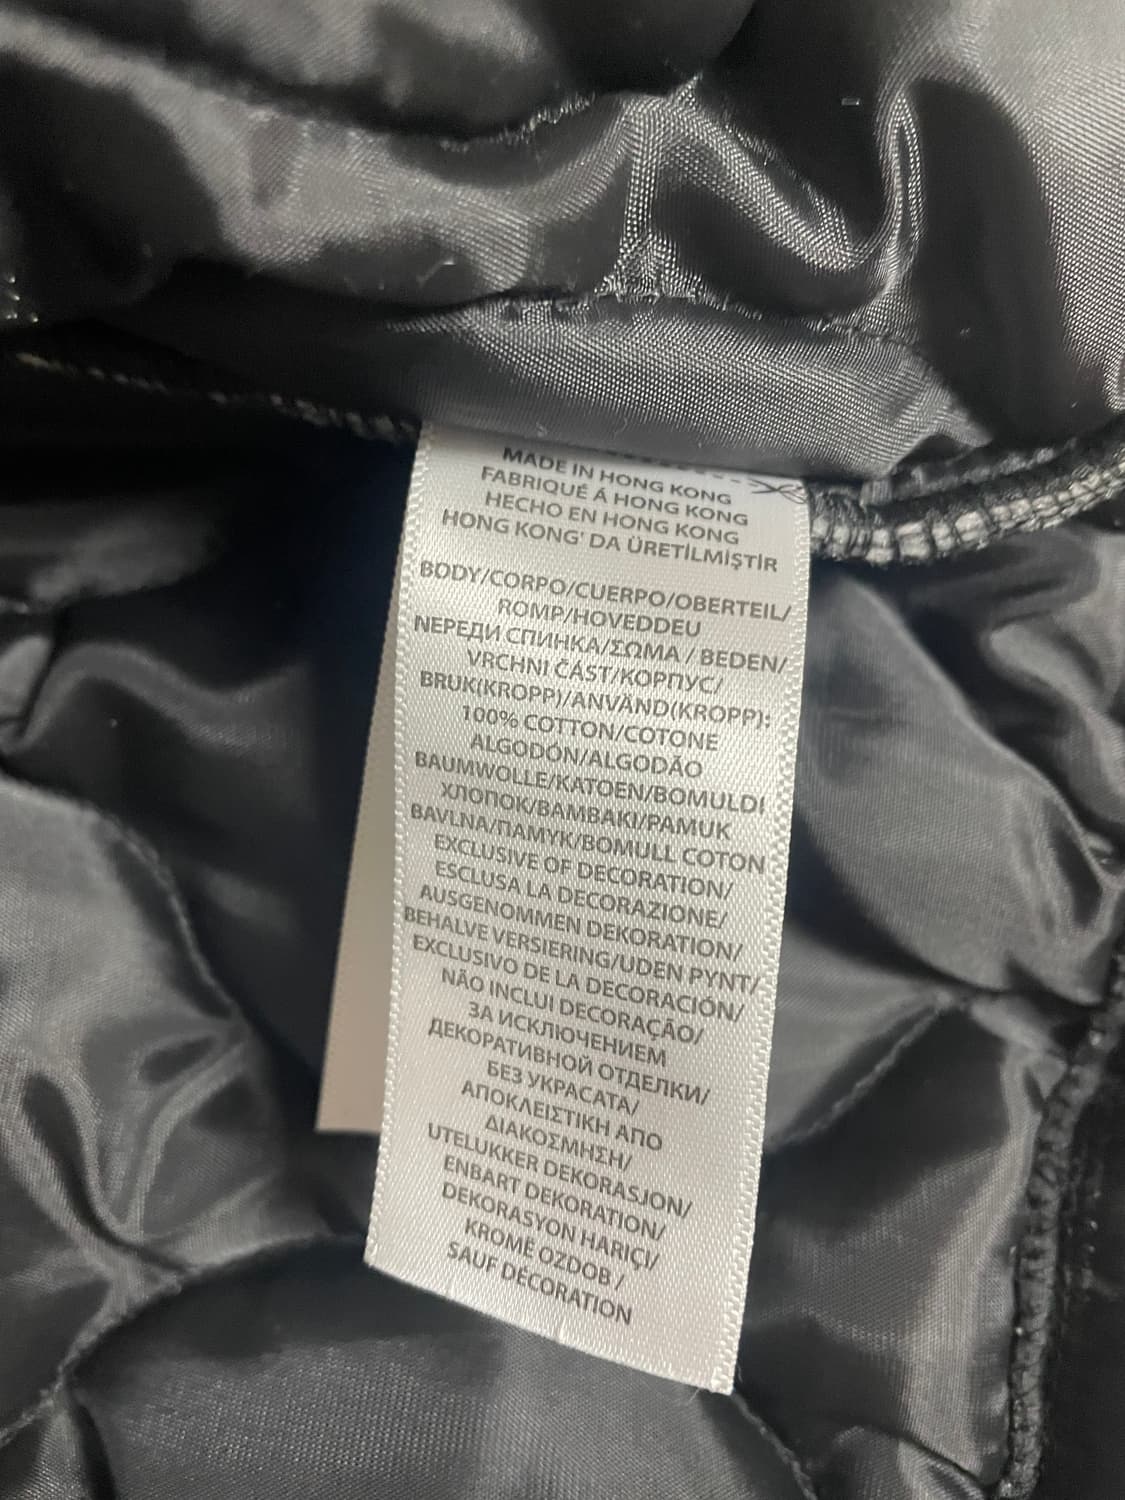 MADE IN HONG KONG
FABRIQUÉ Á HONG KONG
HECHO EN HONG KONG
HONG KONG' DA ÜRETİLMİŞTİR
BODY/CORPO/CUERPO/OBERTEIL/
ROMP/HOVEDDEU
NЕРЕДИ СПИНКА/ΣΩΜΑ / BEDEN/
VRCHNI ČÁST/КОРПУС/
BRUK(KROPP)/ANVÄND(KROPP):
100% COTTON/COTONE
ALGODÓN/ALGODÃO
BAUMWOLLE/KATOEN/BOMULDI
ХЛОПОК/BAMBAKI/PAMUK
BAVLNA/ПАМУК/BOMULL COTON
EXCLUSIVE OF DECORATION/
ESCLUSA LA DECORAZIONE/
AUSGENOMMEN DEKORATION/
BEHALVE VERSIERING/UDEN PYNT/
EXCLUSIVO DE LA DECORACIÓN/
NÃO INCLUI DECORAÇÃO/
ЗА ИСКЛЮЧЕНИЕМ
ДЕКОРАТИВНОЙ ОТДЕЛКИ/
БЕЗ УКРАСАТА/
ΑΠΟΚΛΕΙΣΤΙΚΗ ΑΠΟ
ΔΙΑΚΟΣΜΗΣΗ/
UTELUKKER DEKORASJON/
ENBART DEKORATION/
DEKORASYON HARIÇI/
KROMĚ OZDOB /
SAUF DÉCORATION